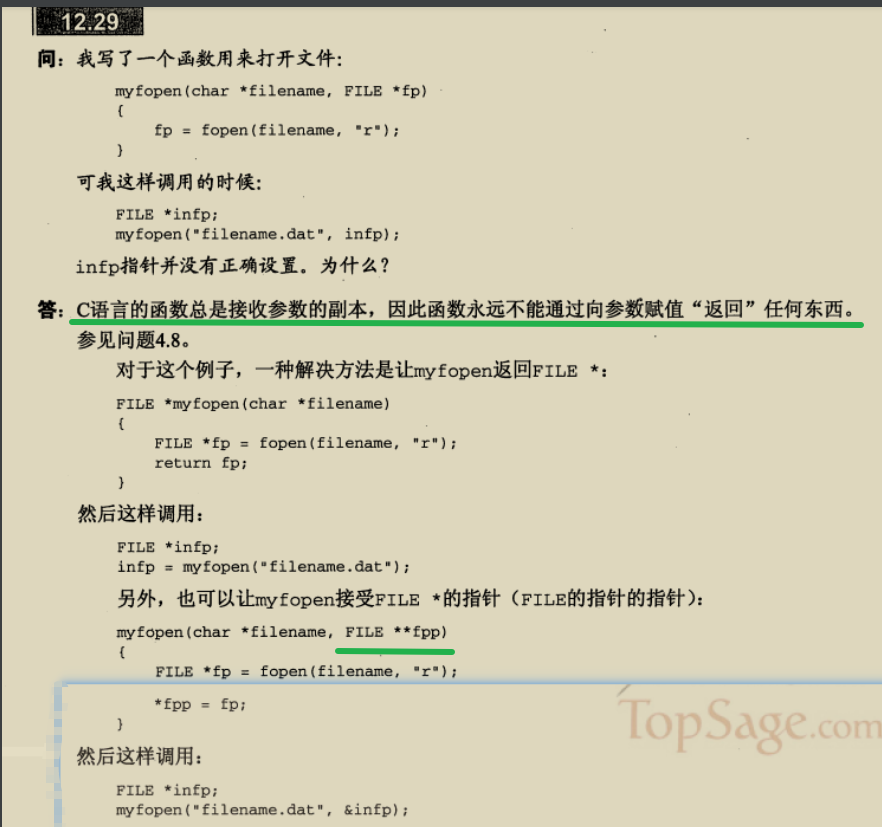 12.29
问：我写了一个函数用来打开文件:
myfopen(char *filename, FILE *fp)
{
fp = fopen(filename, "r");
}
可我这样调用的时候:
FILE *infp;
myfopen("filename.dat", infp);
infp指针并没有正确设置。为什么?
答：C语言的函数总是接收参数的副本，因此函数永远不能通过向参数赋值“返回”任何东西。
参见问题4.8。
对于这个例子，一种解决方法是让myfopen返回FILE *：
FILE *myfopen(char *filename)
{
FILE *fp = fopen(filename, "r");
return fp;
}
然后这样调用：
FILE *infp;
infp = myfopen("filename.dat");
另外，也可以让myfopen接受FILE *的指针（FILE的指针的指针）：
myfopen(char *filename, FILE **fpp)
{
FILE *fp = fopen(filename, "r");
*fpp = fp;
}
TopSage.com
然后这样调用：
FILE *infp;
myfopen("filename.dat", &infp);